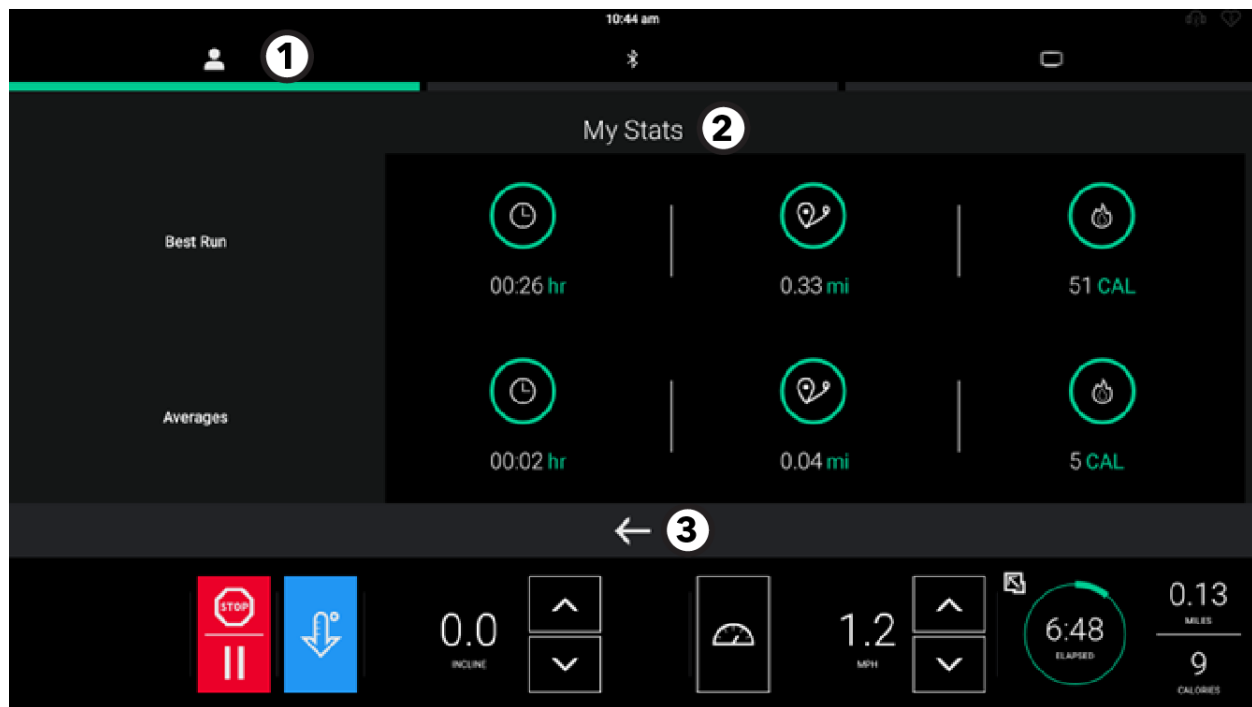 10:44 am
1
My Stats 2
Best Run
00:26 hr
0.33 mi
51 CAL
Averages
00:02 hr
0.04 mi
5 CAL
3
STOP
0.0
INCLINE
1.2
MPH
6:48
ELAPSED
0.13
MILES
9
CALORIES